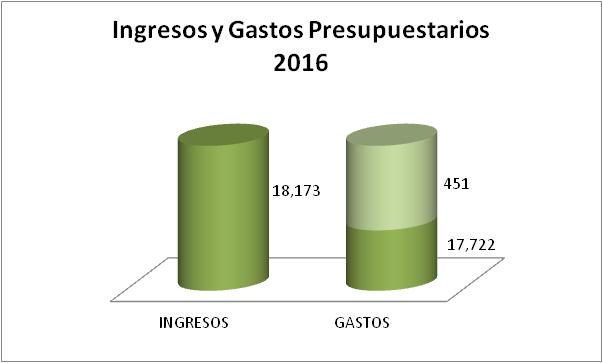 Ingresos y Gastos Presupuestarios
2016
18,173
451
17,722
INGRESOS
GASTOS